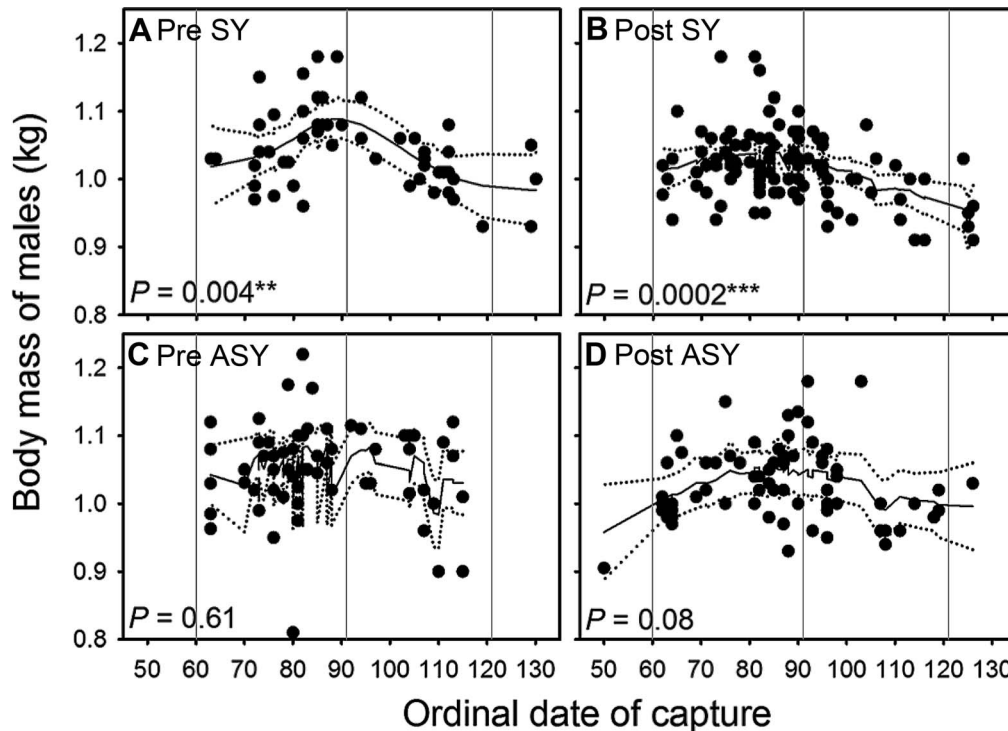 Body mass of males (kg)
A Pre SY
B Post SY
1.2
1.1
1.0
0.9
0.8
P = 0.004**
P = 0.0002***
C Pre ASY
D Post ASY
1.2
1.1
1.0
0.9
0.8
P = 0.61
P = 0.08
50 60 70 80 90 100 110 120 130 50 60 70 80 90 100 110 120 130
Ordinal date of capture